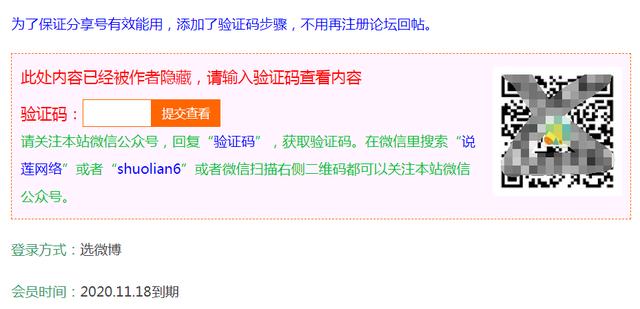 为了保证分享号有效能用，添加了验证码步骤，不用再注册论坛回帖。
此处内容已经被作者隐藏，请输入验证码查看内容
验证码： 提交查看
请关注本站微信公众号，回复“验证码”，获取验证码。在微信里搜索“说
莲网络”或者“shuolian6”或者微信扫描右侧二维码都可以关注本站微信
公众号。
登录方式：选微博
会员时间：2020.11.18到期